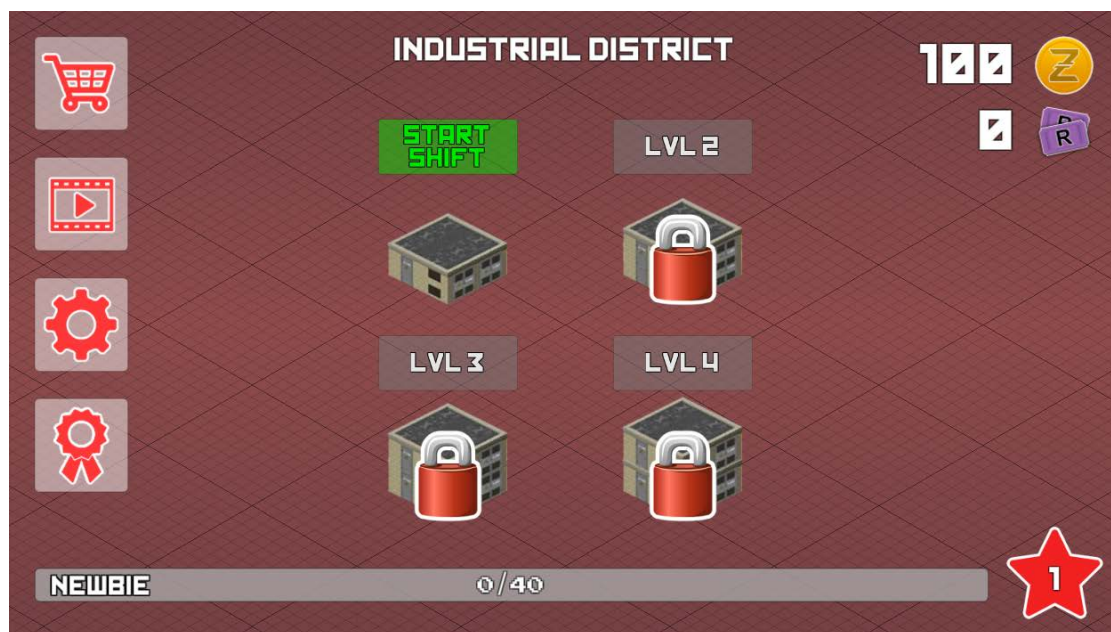 INDUSTRIAL DISTRICT
100
Z
0
R
START
SHIFT
LVL 2
LVL 3
LVL 4
NEWBIE
0/40
1